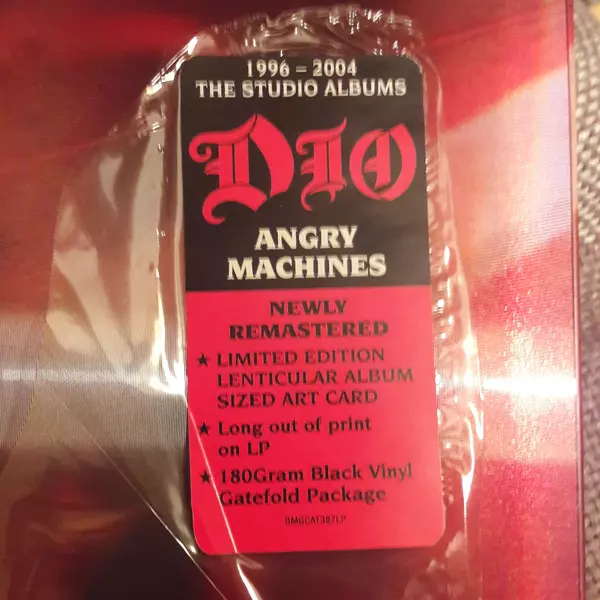 1996 – 2004
THE STUDIO ALBUMS
DIO
ANGRY
MACHINES
NEWLY
REMASTERED
★ LIMITED EDITION
LENTICULAR ALBUM
SIZED ART CARD
★ Long out of print
on LP
★ 180Gram Black Vinyl
Gatefold Package
BMGCAT387LP